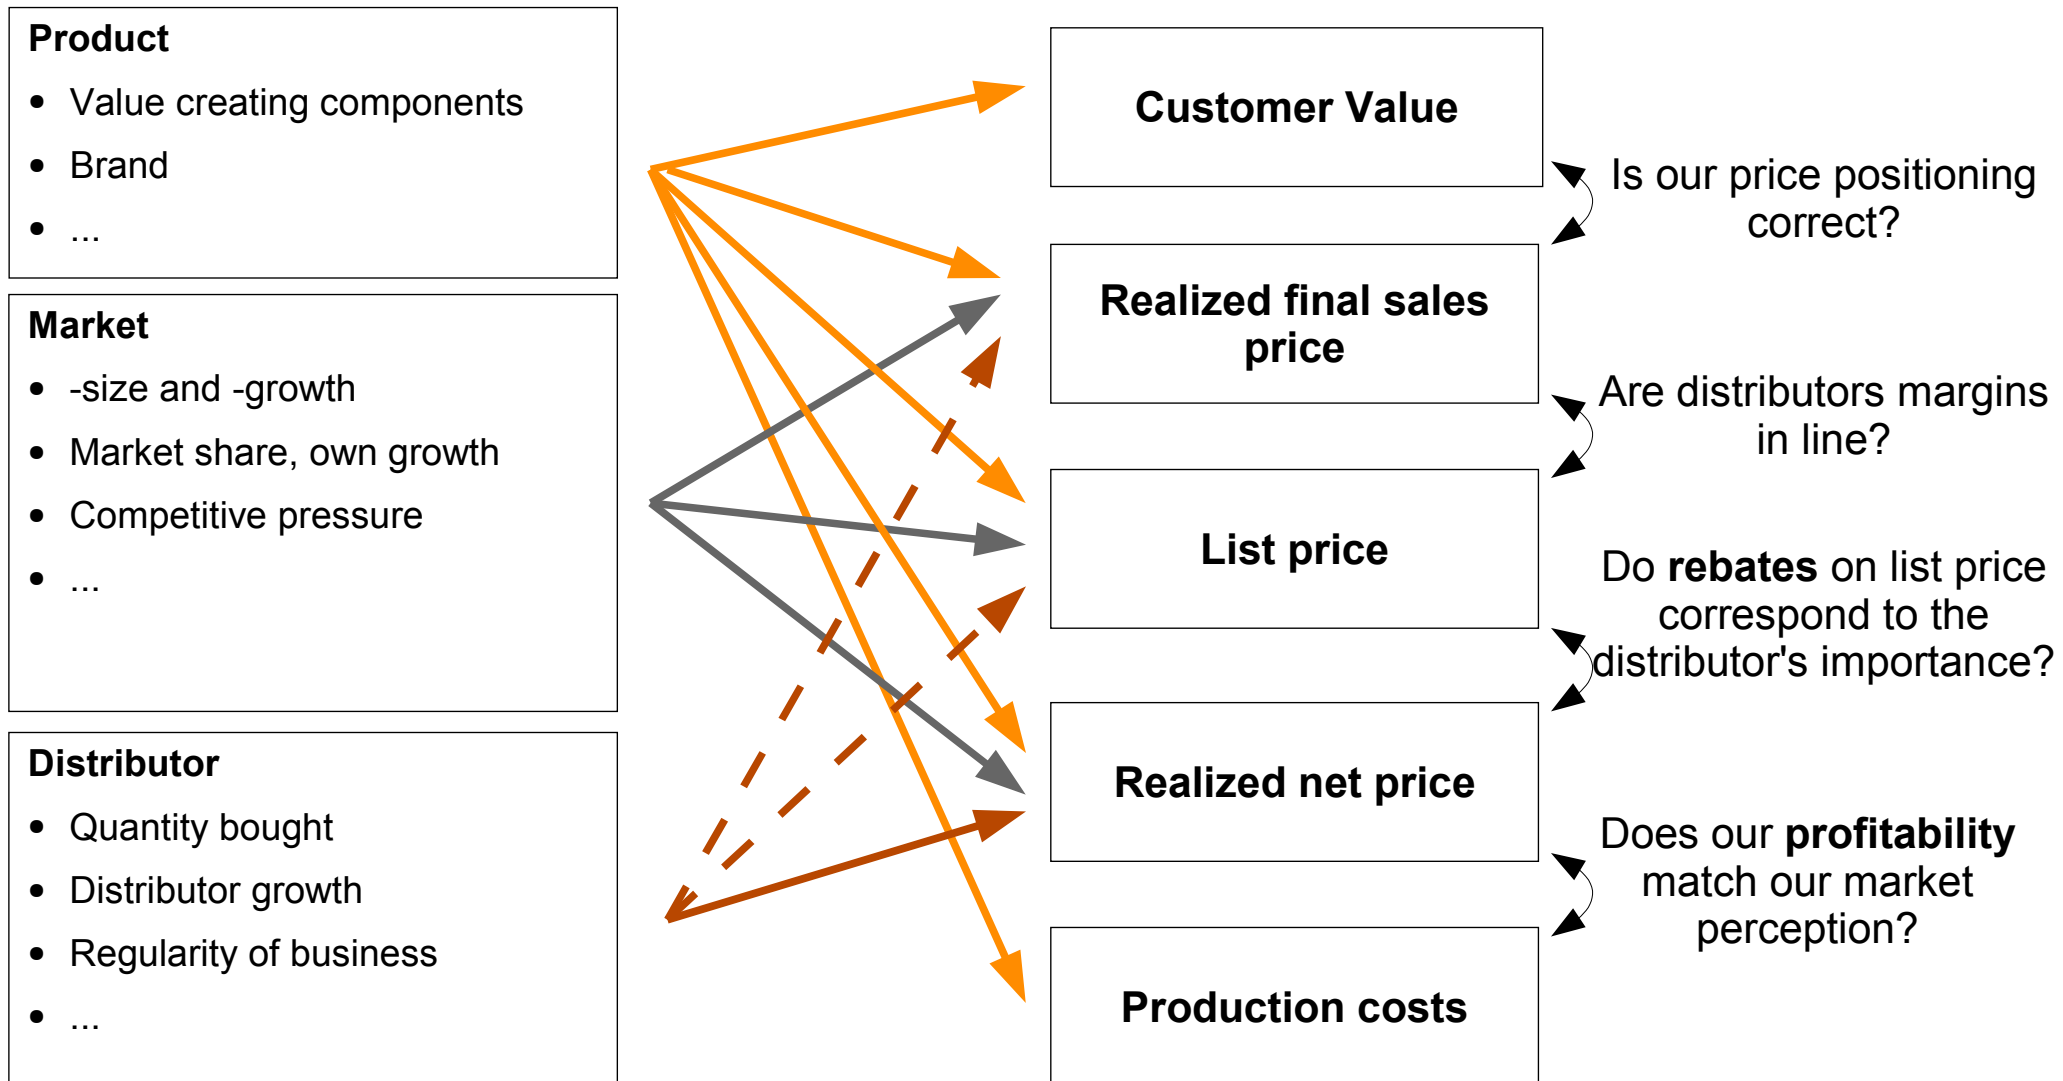 Product
• Value creating components
• Brand
• ...
Market
• -size and -growth
• Market share, own growth
• Competitive pressure
• ...
Distributor
• Quantity bought
• Distributor growth
• Regularity of business
• ...
Customer Value
Realized final sales
price
List price
Realized net price
Production costs
Is our price positioning
correct?
Are distributors margins
in line?
Do rebates on list price
correspond to the
distributor's importance?
Does our profitability
match our market
perception?